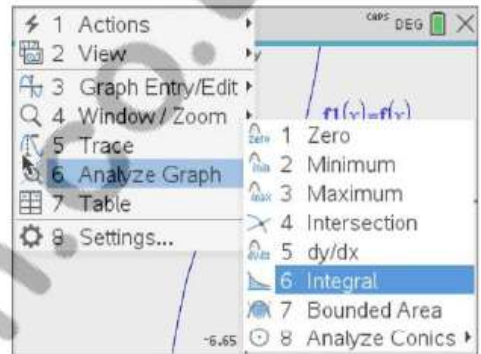 CAPS DEG
1 Actions
2 View
y
3 Graph Entry/Edit
4 Window / Zoom
f1(x)=f(x)
5 Trace
6 Analyze Graph
7 Table
8 Settings...
1 Zero
2 Minimum
3 Maximum
4 Intersection
5 dy/dx
6 Integral
7 Bounded Area
8 Analyze Conics
-6.65